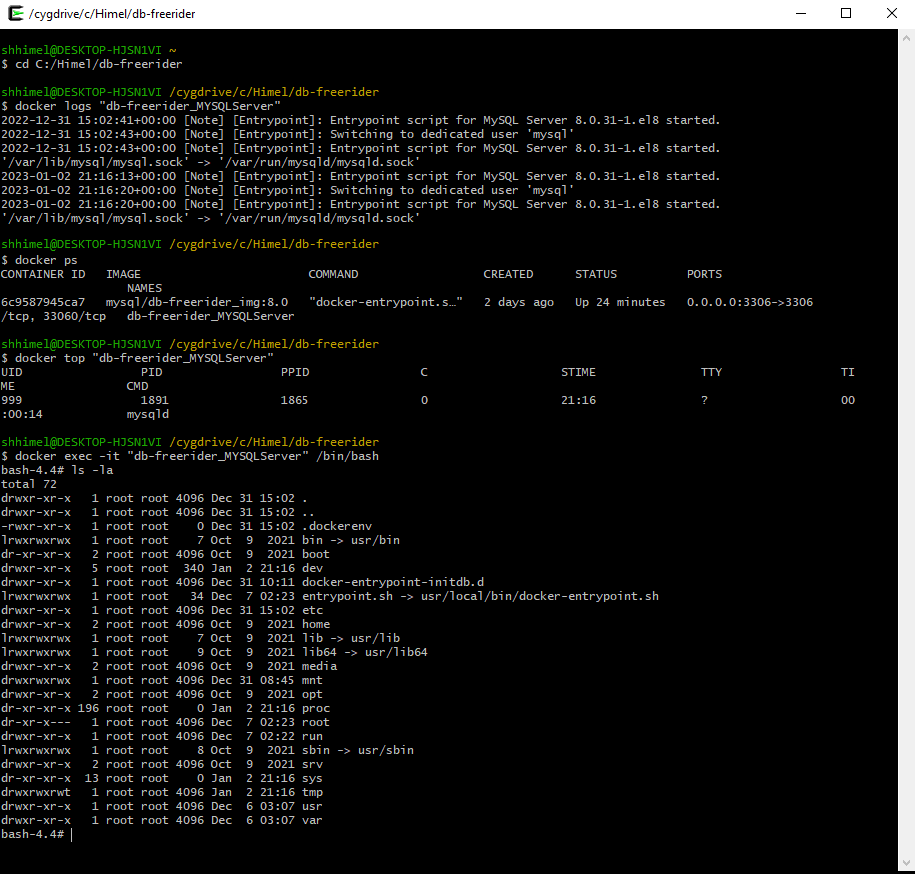 /cygdrive/c/Himel/db-freerider
shhimel@DESKTOP-HJSN1VI ~
$ cd C:/Himel/db-freerider
shhimel@DESKTOP-HJSN1VI /cygdrive/c/Himel/db-freerider
$ docker logs "db-freerider_MYSQLServer"
2022-12-31 15:02:41+00:00 [Note] [Entrypoint]: Entrypoint script for MySQL Server 8.0.31-1.el8 started.
2022-12-31 15:02:43+00:00 [Note] [Entrypoint]: Switching to dedicated user 'mysql'
2022-12-31 15:02:43+00:00 [Note] [Entrypoint]: Entrypoint script for MySQL Server 8.0.31-1.el8 started.
'/var/lib/mysql/mysql.sock' -> '/var/run/mysqld/mysqld.sock'
2023-01-02 21:16:13+00:00 [Note] [Entrypoint]: Entrypoint script for MySQL Server 8.0.31-1.el8 started.
2023-01-02 21:16:20+00:00 [Note] [Entrypoint]: Switching to dedicated user 'mysql'
2023-01-02 21:16:20+00:00 [Note] [Entrypoint]: Entrypoint script for MySQL Server 8.0.31-1.el8 started.
'/var/lib/mysql/mysql.sock' -> '/var/run/mysqld/mysqld.sock'
shhimel@DESKTOP-HJSN1VI /cygdrive/c/Himel/db-freerider
$ docker ps
CONTAINER ID   IMAGE                        COMMAND                  CREATED      STATUS          PORTS
                  NAMES
6c9587945ca7   mysql/db-freerider_img:8.0   "docker-entrypoint.s…"   2 days ago   Up 24 minutes   0.0.0.0:3306->3306
/tcp, 33060/tcp   db-freerider_MYSQLServer
shhimel@DESKTOP-HJSN1VI /cygdrive/c/Himel/db-freerider
$ docker top "db-freerider_MYSQLServer"
UID                 PID                 PPID                C                   STIME               TTY                 TI
ME                CMD
999                 1891                1865                0                   21:16               ?                   00
:00:14            mysqld
shhimel@DESKTOP-HJSN1VI /cygdrive/c/Himel/db-freerider
$ docker exec -it "db-freerider_MYSQLServer" /bin/bash
bash-4.4# ls -la
total 72
drwxr-xr-x   1 root root 4096 Dec 31 15:02 .
drwxr-xr-x   1 root root 4096 Dec 31 15:02 ..
-rwxr-xr-x   1 root root    0 Dec 31 15:02 .dockerenv
lrwxrwxrwx   1 root root    7 Oct  9  2021 bin -> usr/bin
dr-xr-xr-x   2 root root 4096 Oct  9  2021 boot
drwxr-xr-x   5 root root  340 Jan  2 21:16 dev
drwxr-xr-x   1 root root 4096 Dec 31 10:11 docker-entrypoint-initdb.d
lrwxrwxrwx   1 root root   34 Dec  7 02:23 entrypoint.sh -> usr/local/bin/docker-entrypoint.sh
drwxr-xr-x   1 root root 4096 Dec 31 15:02 etc
drwxr-xr-x   2 root root 4096 Oct  9  2021 home
lrwxrwxrwx   1 root root    7 Oct  9  2021 lib -> usr/lib
lrwxrwxrwx   1 root root    9 Oct  9  2021 lib64 -> usr/lib64
drwxr-xr-x   2 root root 4096 Oct  9  2021 media
drwxrwxrwx   1 root root 4096 Dec 31 08:45 mnt
drwxr-xr-x   2 root root 4096 Oct  9  2021 opt
dr-xr-xr-x 196 root root    0 Jan  2 21:16 proc
dr-xr-x---   1 root root 4096 Dec  7 02:23 root
drwxr-xr-x   1 root root 4096 Dec  7 02:22 run
lrwxrwxrwx   1 root root    8 Oct  9  2021 sbin -> usr/sbin
drwxr-xr-x   2 root root 4096 Oct  9  2021 srv
dr-xr-xr-x  13 root root    0 Jan  2 21:16 sys
drwxrwxrwt   1 root root 4096 Jan  2 21:16 tmp
drwxr-xr-x   1 root root 4096 Dec  6 03:07 usr
drwxr-xr-x   1 root root 4096 Dec  6 03:07 var
bash-4.4#